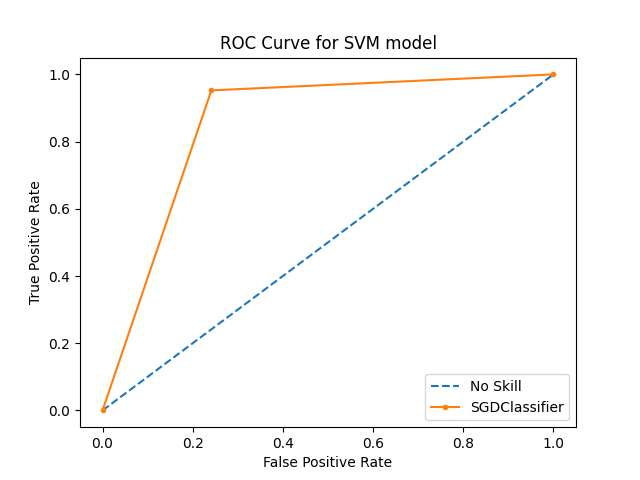 ROC Curve for SVM model
1.0
0.8
0.6
0.4
0.2
0.0
True Positive Rate
No Skill
SGDClassifier
0.0 0.2 0.4 0.6 0.8 1.0
False Positive Rate